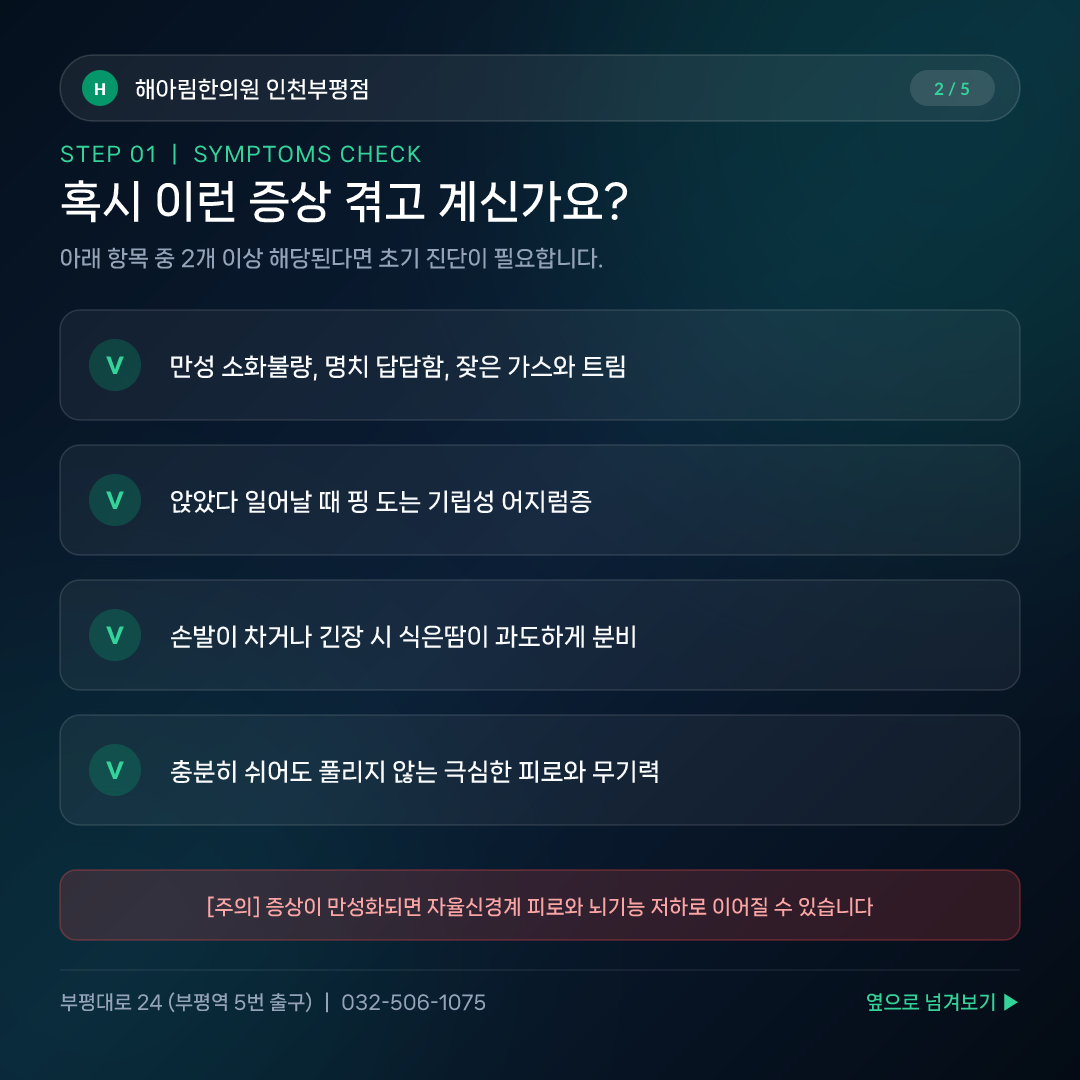 H 해아림한의원 인천부평점 2 / 5
STEP 01 | SYMPTOMS CHECK
혹시 이런 증상 겪고 계신가요?
아래 항목 중 2개 이상 해당된다면 초기 진단이 필요합니다.
V 만성 소화불량, 명치 답답함, 잦은 가스와 트림
V 앉았다 일어날 때 핑 도는 기립성 어지럼증
V 손발이 차거나 긴장 시 식은땀이 과도하게 분비
V 충분히 쉬어도 풀리지 않는 극심한 피로와 무기력
[주의] 증상이 만성화되면 자율신경계 피로와 뇌기능 저하로 이어질 수 있습니다
부평대로 24 (부평역 5번 출구) | 032-506-1075 옆으로 넘겨보기 ▶